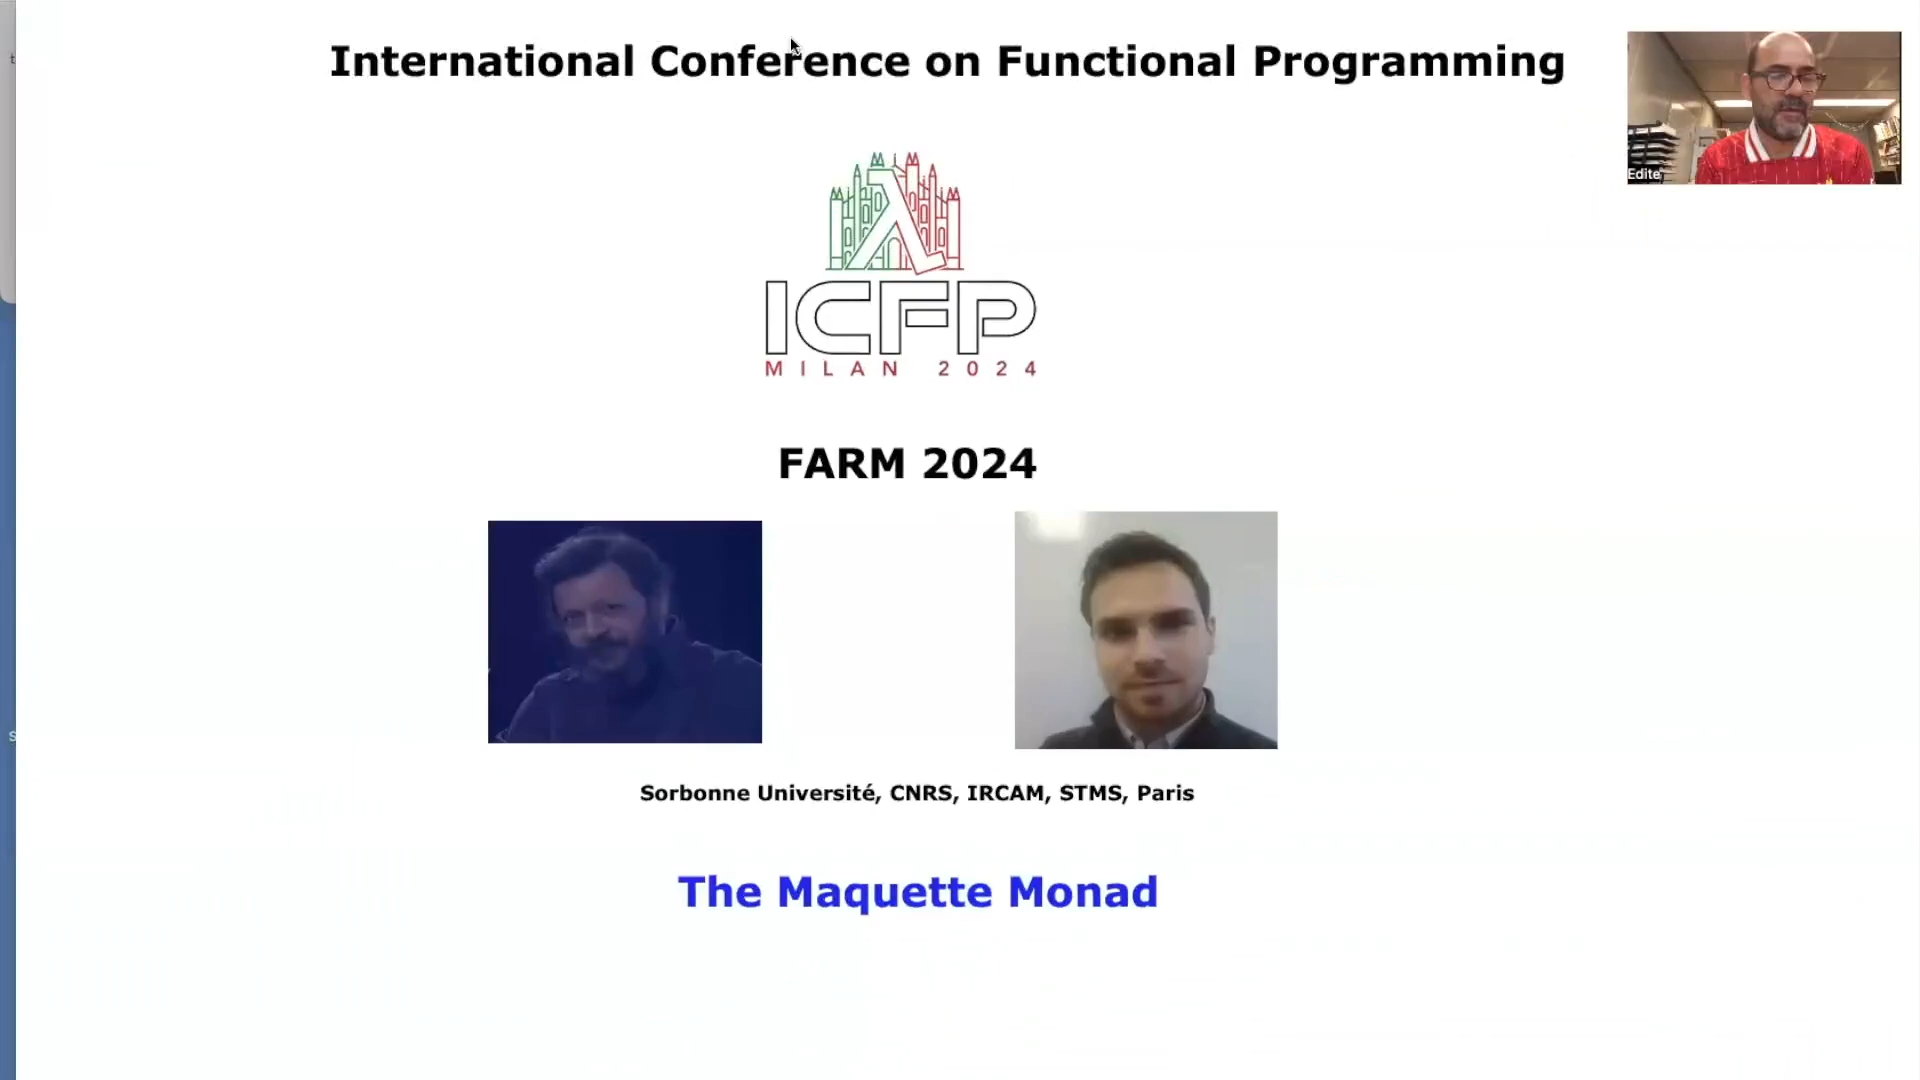 International Conference on Functional Programming
Edite
ICFP
MILAN 2024
FARM 2024
Sorbonne Université, CNRS, IRCAM, STMS, Paris
The Maquette Monad